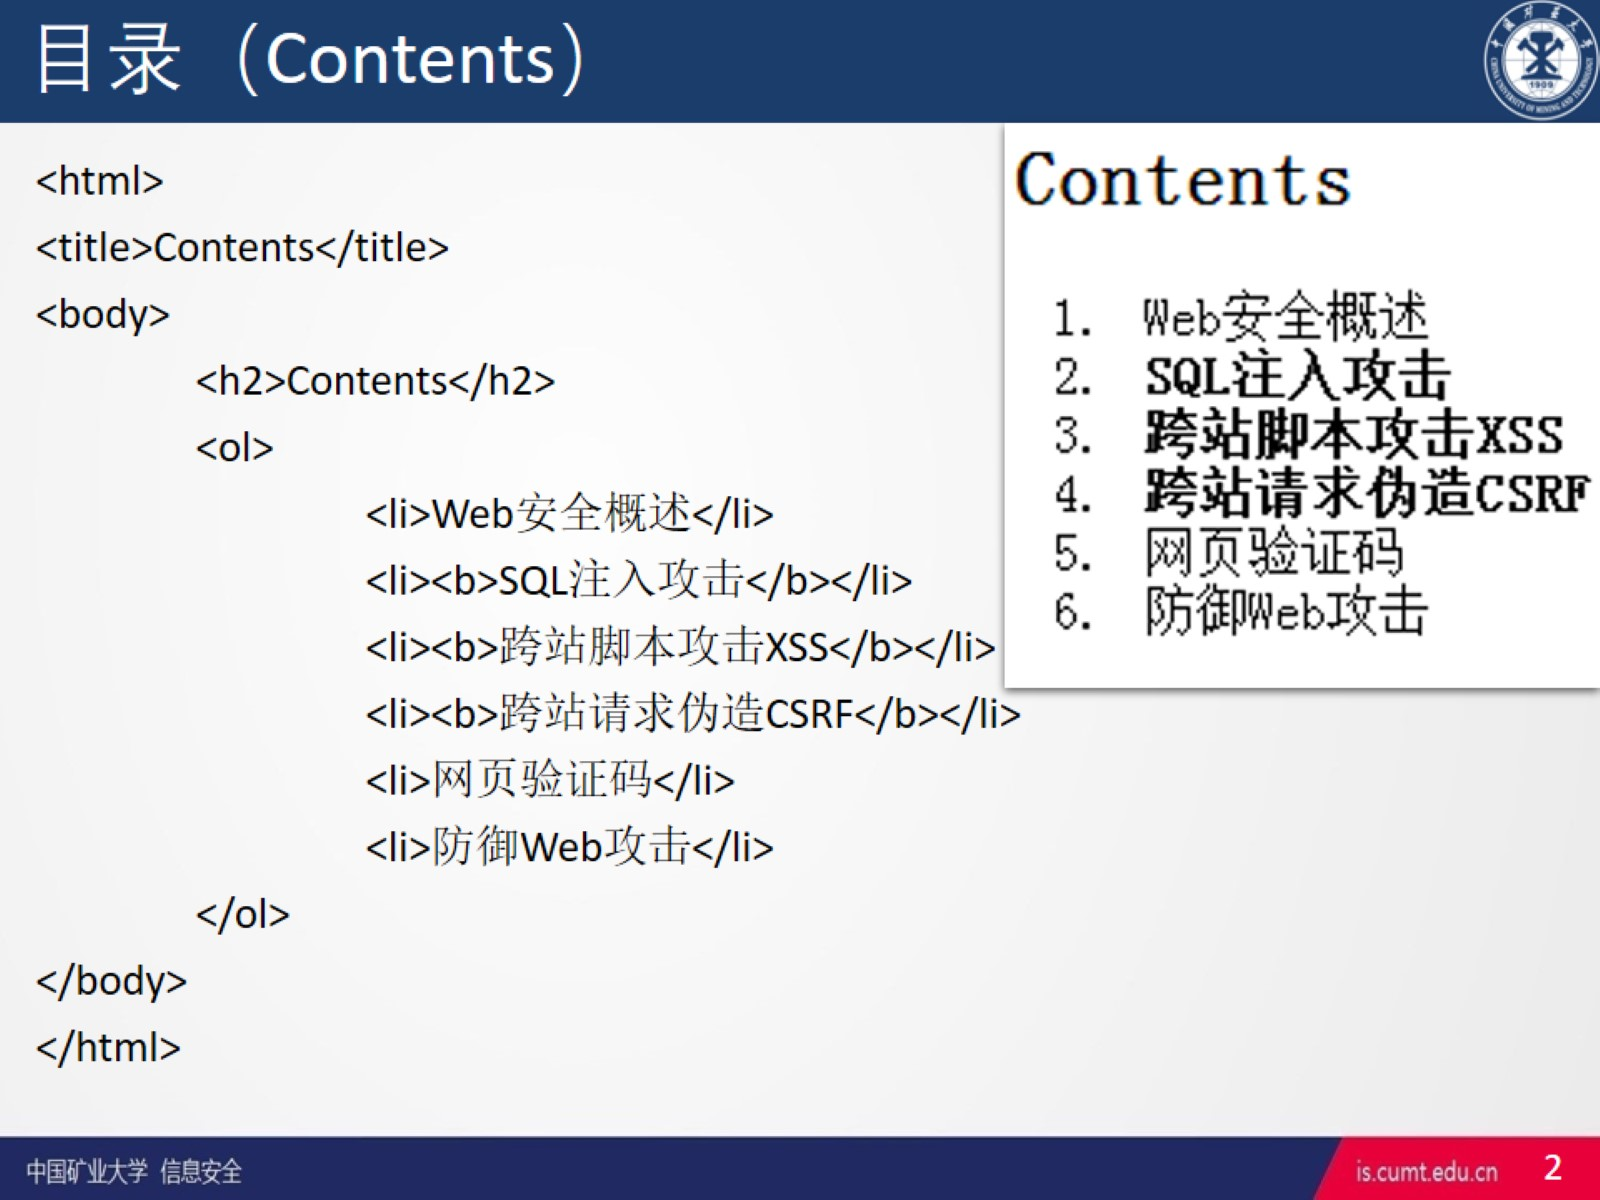 目录（Contents）
<html>
<title>Contents</title>
<body>
<h2>Contents</h2>
<ol>
<li>Web安全概述</li>
<li><b>SQL注入攻击</b></li>
<li><b>跨站脚本攻击XSS</b></li>
<li><b>跨站请求伪造CSRF</b></li>
<li>网页验证码</li>
<li>防御Web攻击</li>
</ol>
</body>
</html>
Contents
1. Web安全概述
2. SQL注入攻击
3. 跨站脚本攻击XSS
4. 跨站请求伪造CSRF
5. 网页验证码
6. 防御Web攻击
CHINA UNIVERSITY OF MINING AND TECHNOLOGY
1909
中国矿业大学 信息安全
is.cumt.edu.cn
2